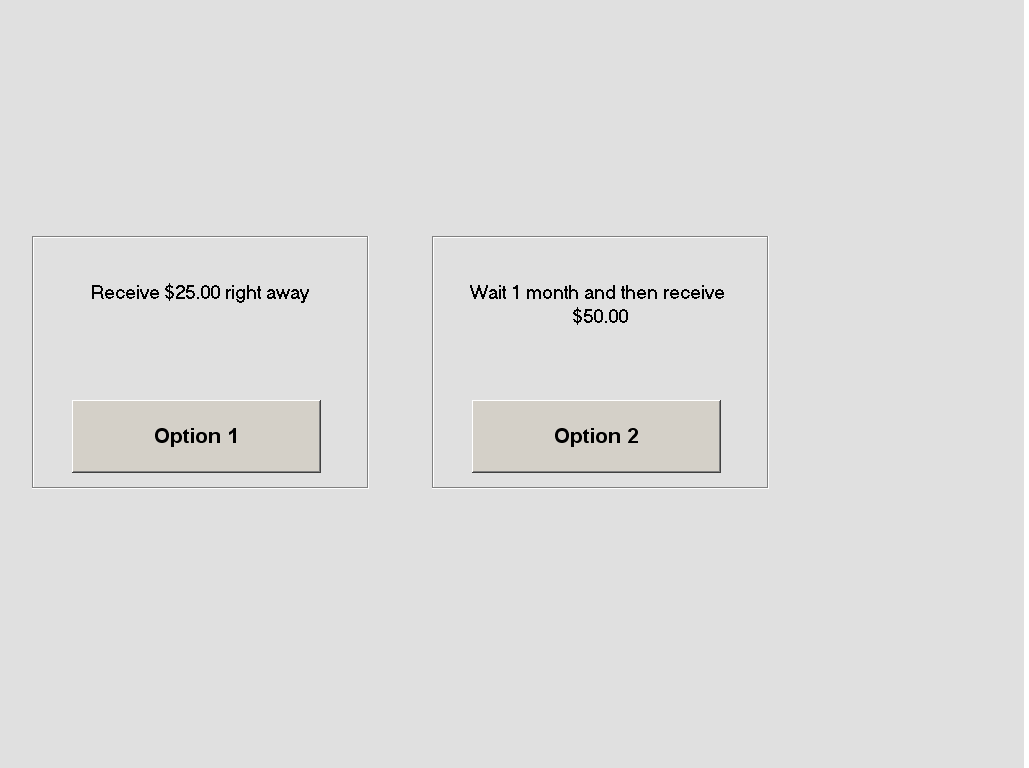 Receive $25.00 right away
Option 1
Wait 1 month and then receive
$50.00
Option 2